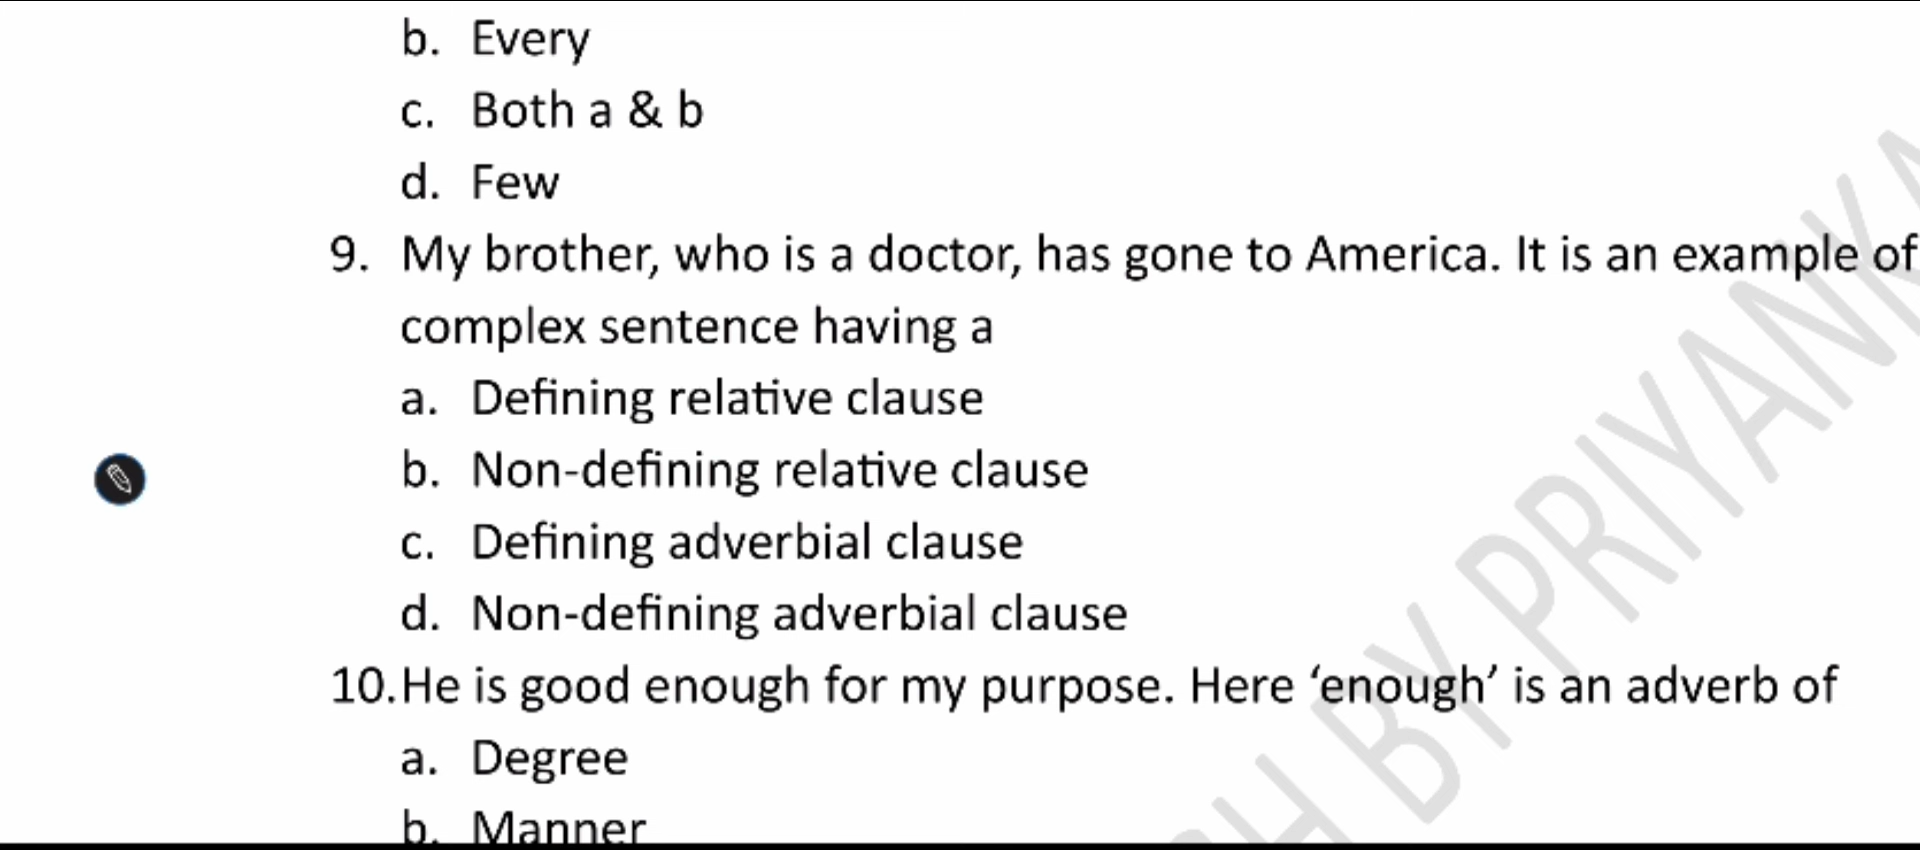 b. Every
c. Both a & b
d. Few
9. My brother, who is a doctor, has gone to America. It is an example of
complex sentence having a
a. Defining relative clause
b. Non-defining relative clause
c. Defining adverbial clause
d. Non-defining adverbial clause
10. He is good enough for my purpose. Here ‘enough’ is an adverb of
a. Degree
b. Manner
BY PRIYANKA